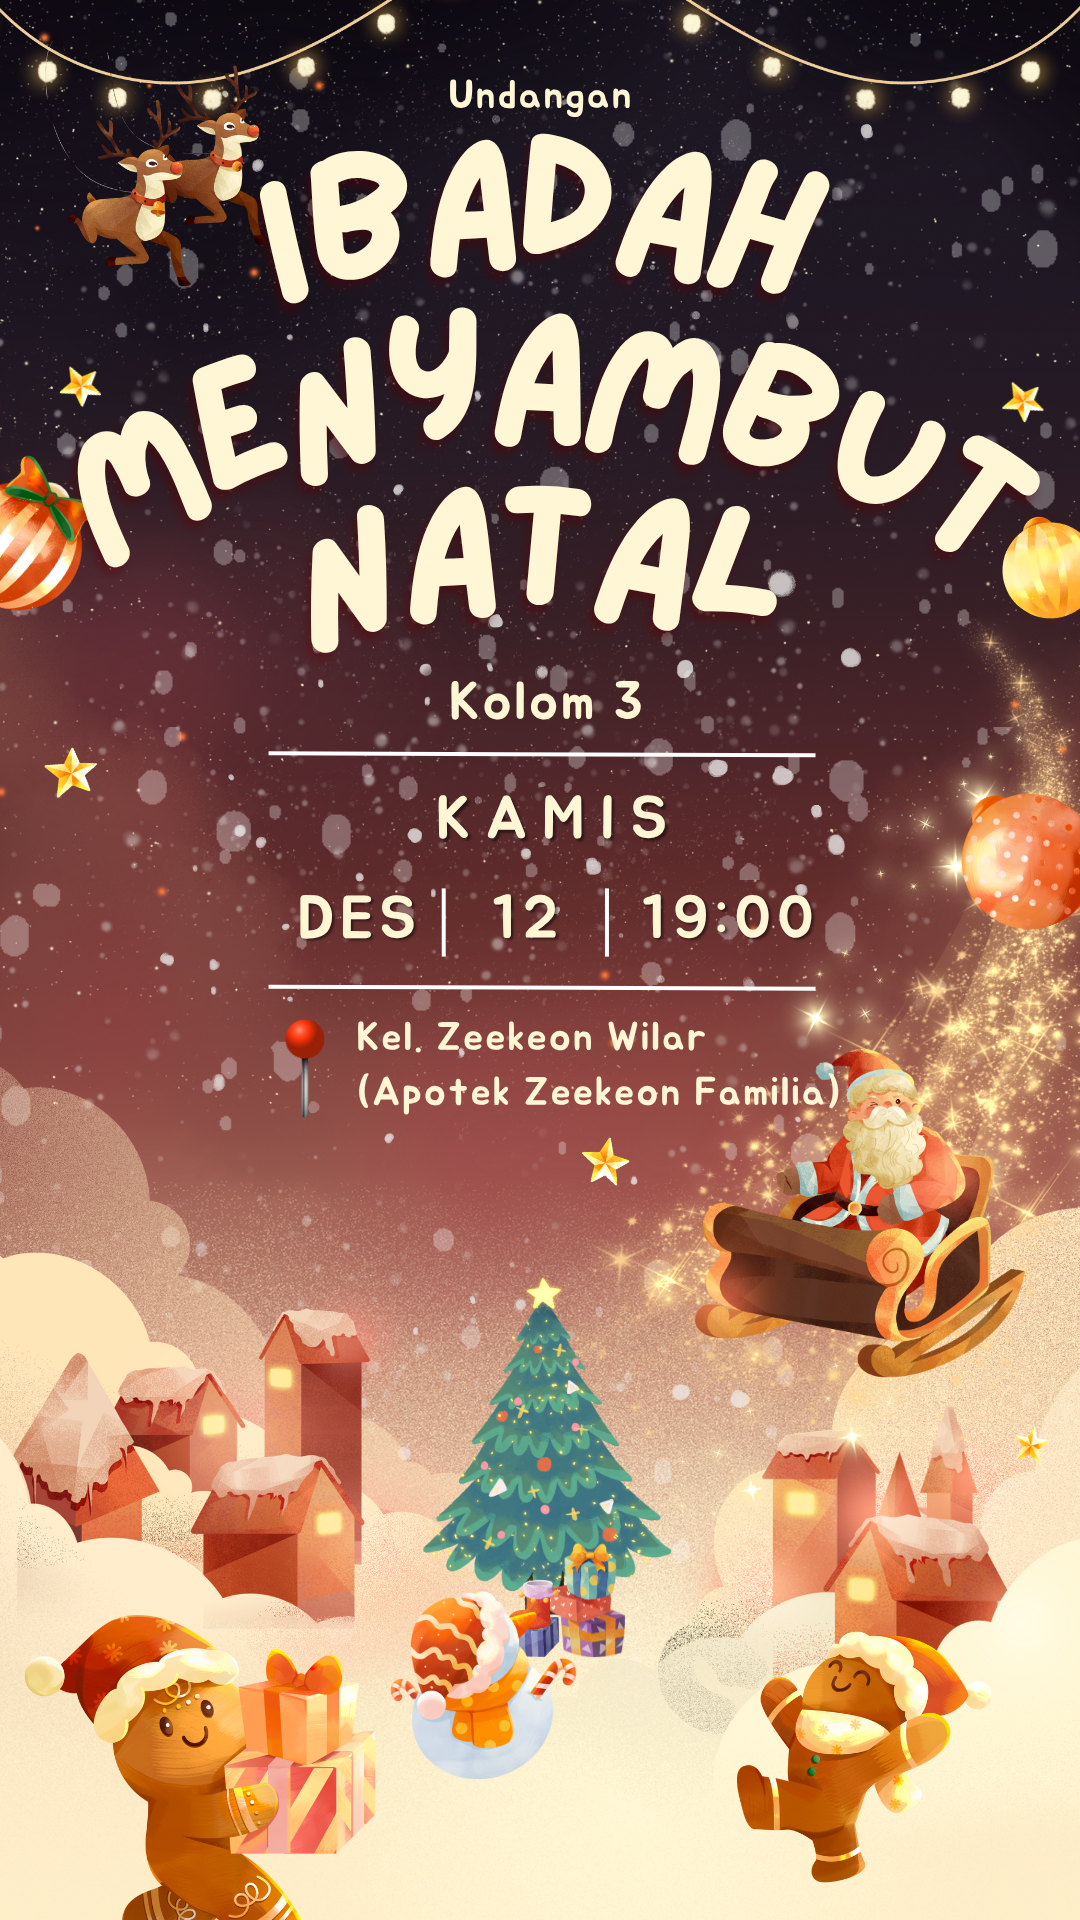 Undangan
IBADAH
MENYAMBUT
NATAL
Kolom 3
KAMIS
DES | 12 | 19:00
Kel. Zeekeon Wilar
(Apotek Zeekeon Familia)